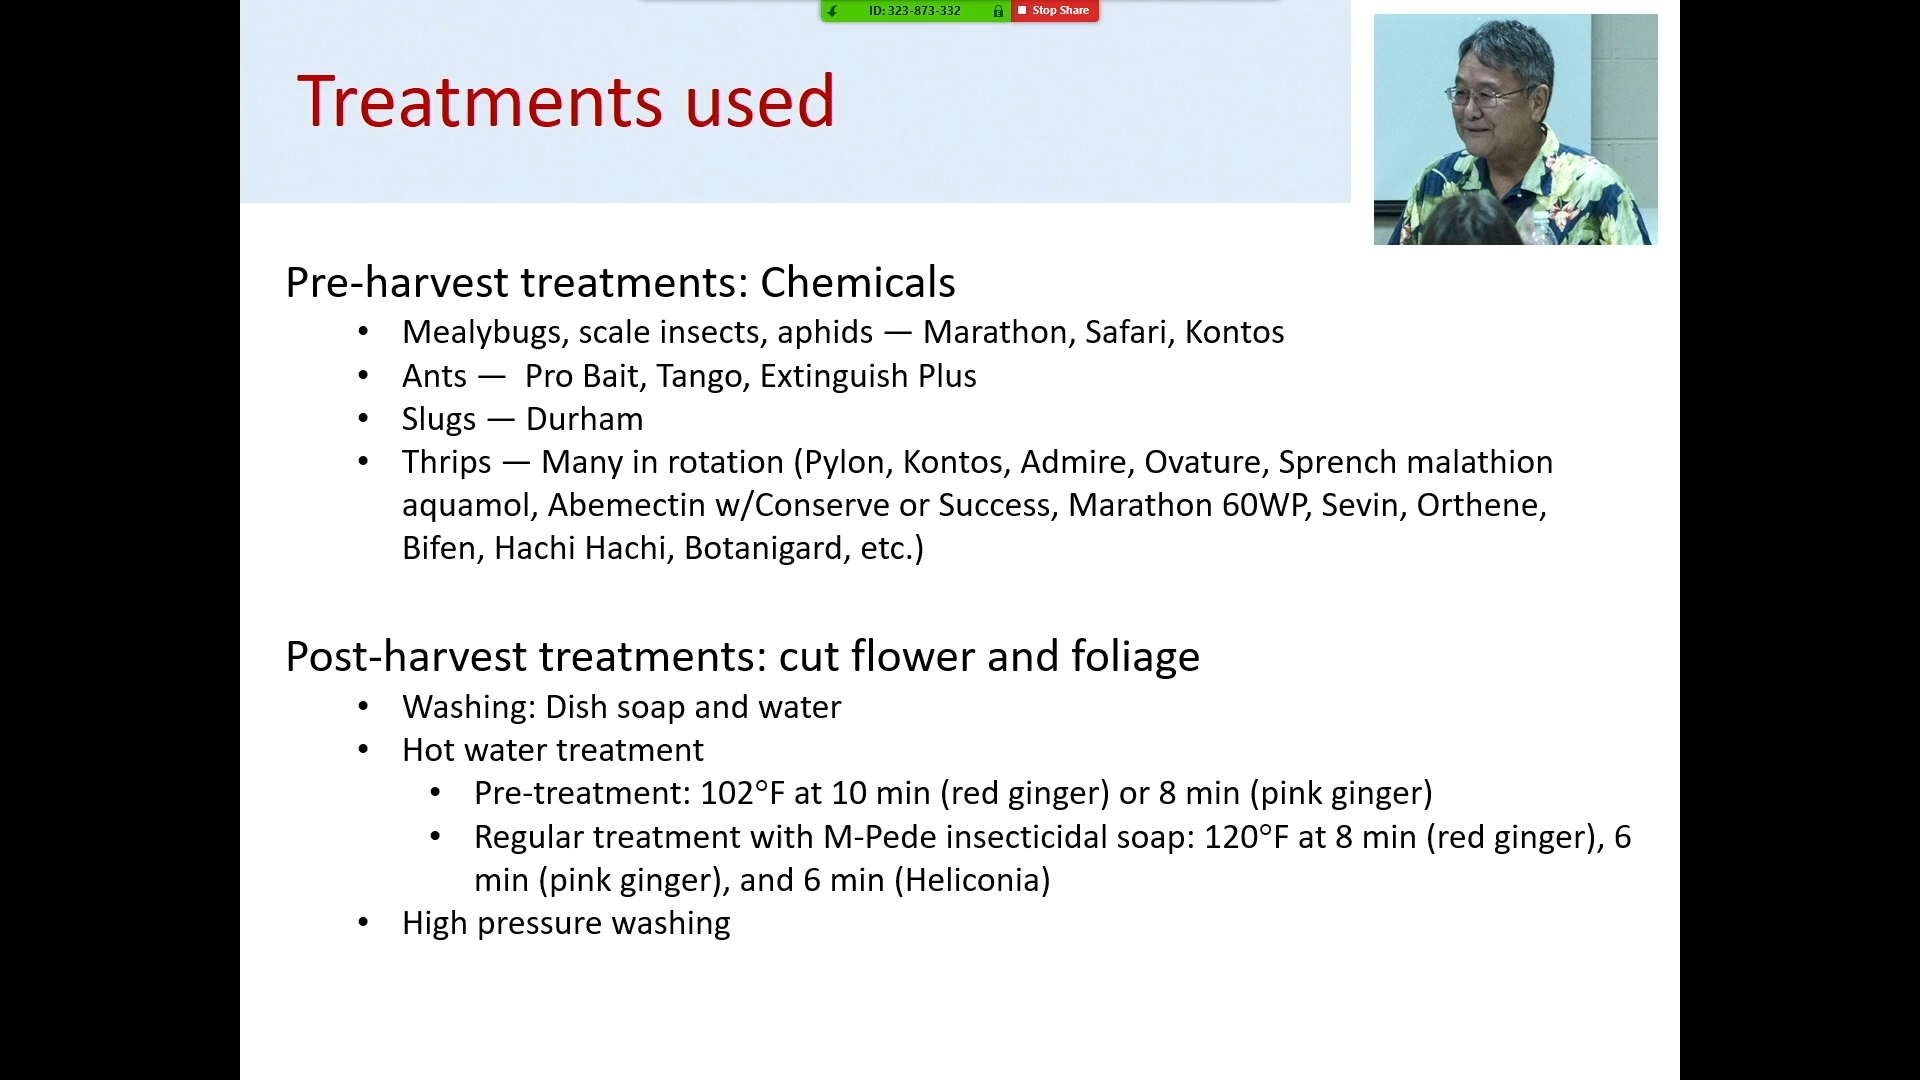 ID: 323-873-332 Stop Share
Treatments used
Pre-harvest treatments: Chemicals
• Mealybugs, scale insects, aphids — Marathon, Safari, Kontos
• Ants — Pro Bait, Tango, Extinguish Plus
• Slugs — Durham
• Thrips — Many in rotation (Pylon, Kontos, Admire, Ovature, Sprench malathion
aquamol, Abemectin w/Conserve or Success, Marathon 60WP, Sevin, Orthene,
Bifen, Hachi Hachi, Botanigard, etc.)
Post-harvest treatments: cut flower and foliage
• Washing: Dish soap and water
• Hot water treatment
• Pre-treatment: 102°F at 10 min (red ginger) or 8 min (pink ginger)
• Regular treatment with M-Pede insecticidal soap: 120°F at 8 min (red ginger), 6
min (pink ginger), and 6 min (Heliconia)
• High pressure washing